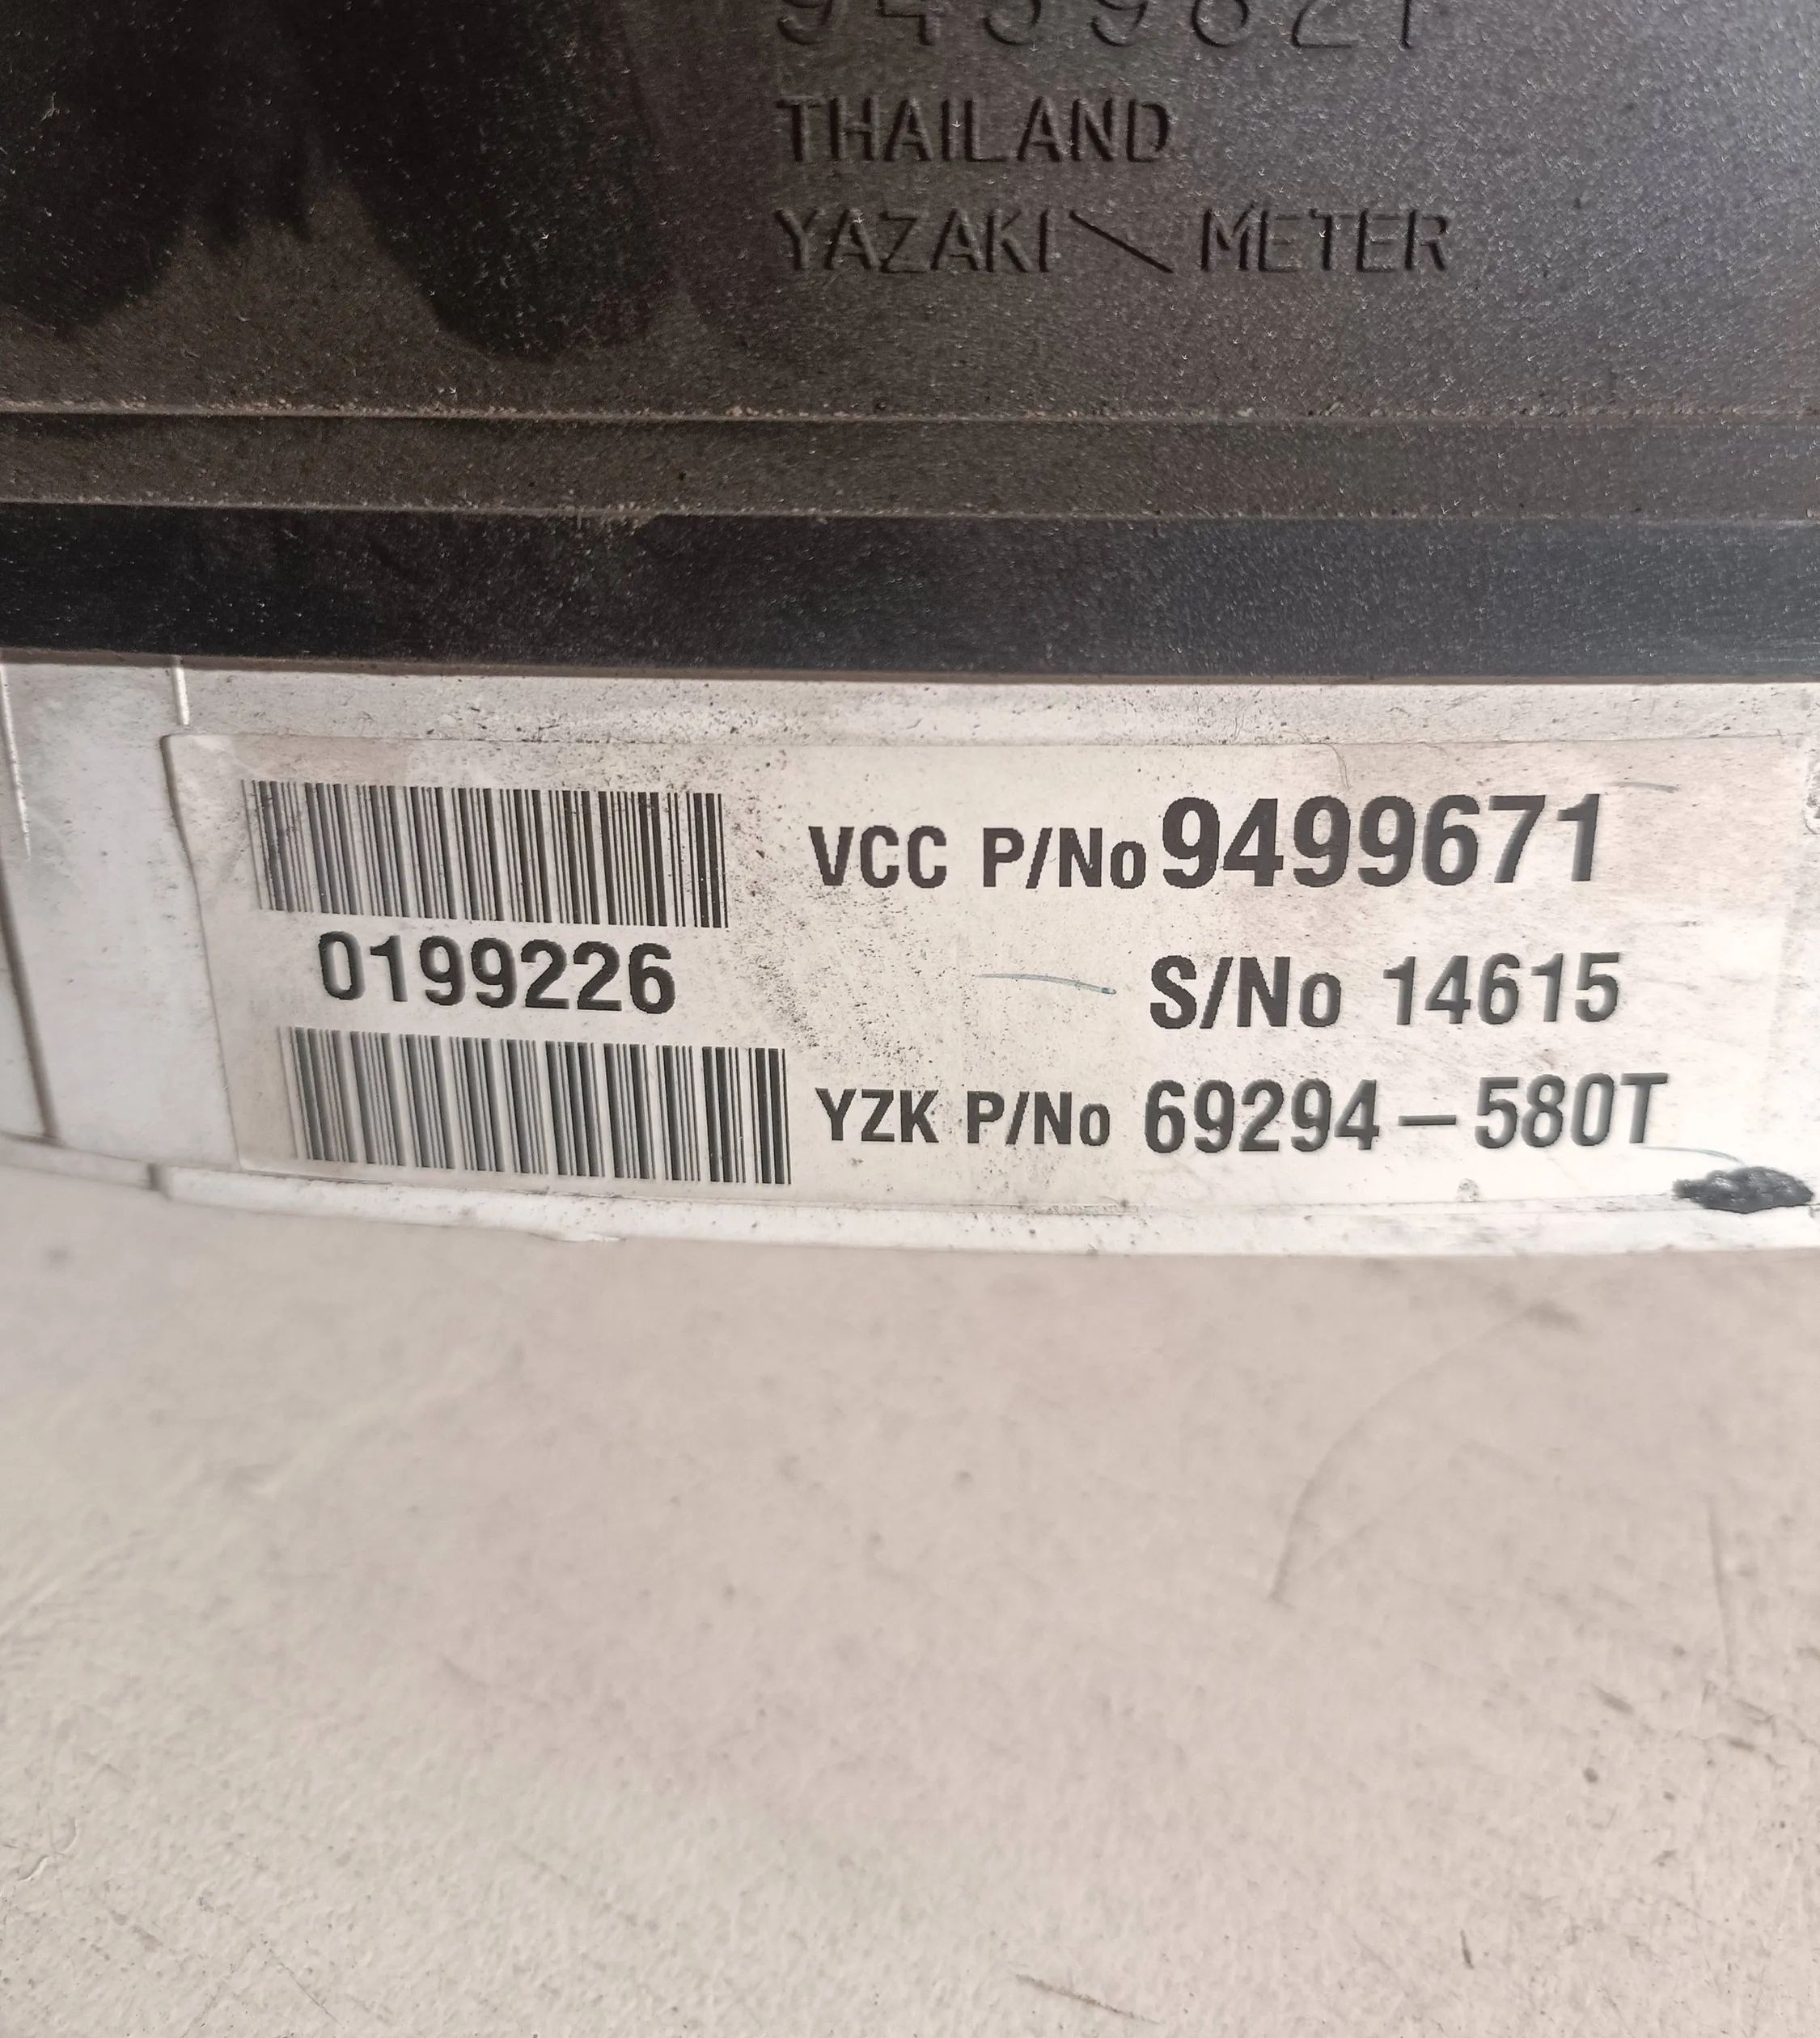 THAILAND
YAZAKI METER
VCC P/No 9499671
0199226
S/No 14615
YZK P/No 69294-580T